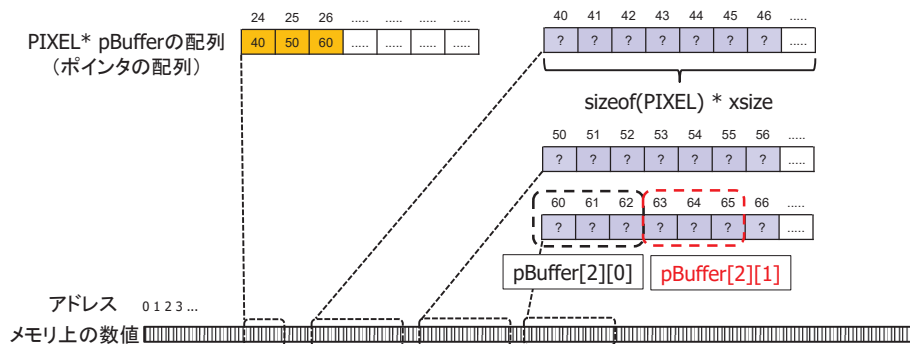 24 25 26 ..... ..... ..... .....
PIXEL* pBufferの配列
40 50 60 ..... ..... ..... .....
（ポインタの配列）
40 41 42 43 44 45 46 .....
? ? ? ? ? ? ? .....
sizeof(PIXEL) * xsize
50 51 52 53 54 55 56 .....
? ? ? ? ? ? ? .....
60 61 62 63 64 65 66 .....
? ? ? ? ? ? ? .....
pBuffer[2][0] pBuffer[2][1]
アドレス 0 1 2 3 ...
メモリ上の数値